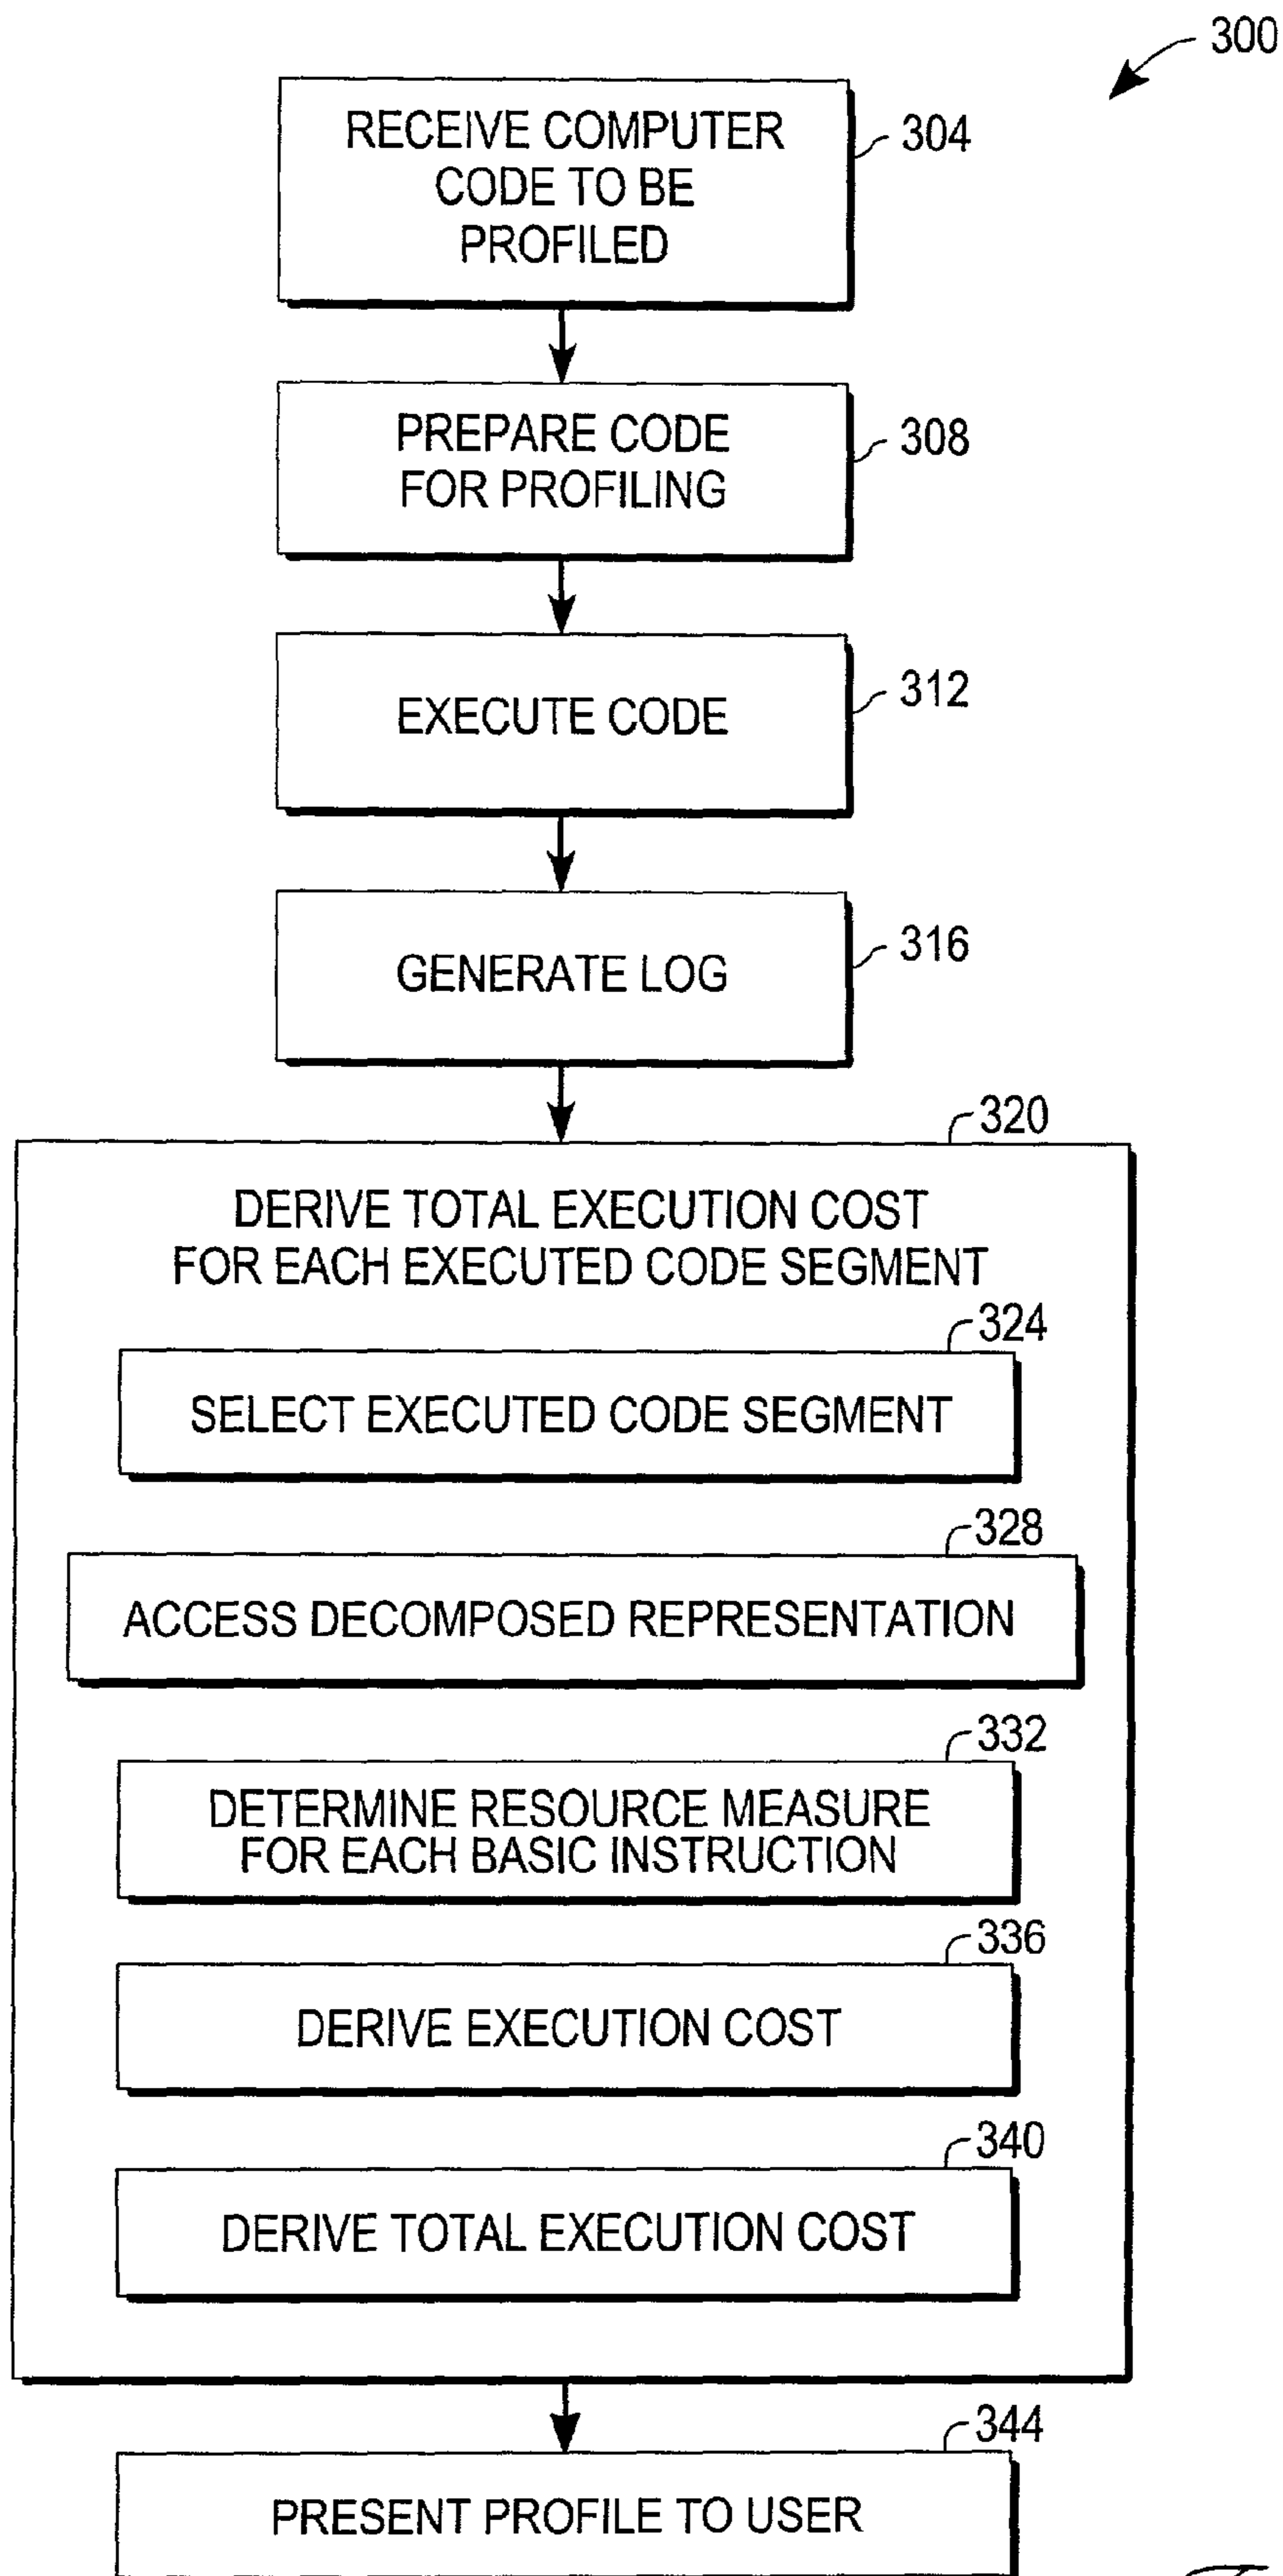 300
RECEIVE COMPUTER
CODE TO BE
PROFILED
304
PREPARE CODE
FOR PROFILING
308
EXECUTE CODE
312
GENERATE LOG
316
320
DERIVE TOTAL EXECUTION COST
FOR EACH EXECUTED CODE SEGMENT
324
SELECT EXECUTED CODE SEGMENT
328
ACCESS DECOMPOSED REPRESENTATION
332
DETERMINE RESOURCE MEASURE
FOR EACH BASIC INSTRUCTION
336
DERIVE EXECUTION COST
340
DERIVE TOTAL EXECUTION COST
344
PRESENT PROFILE TO USER